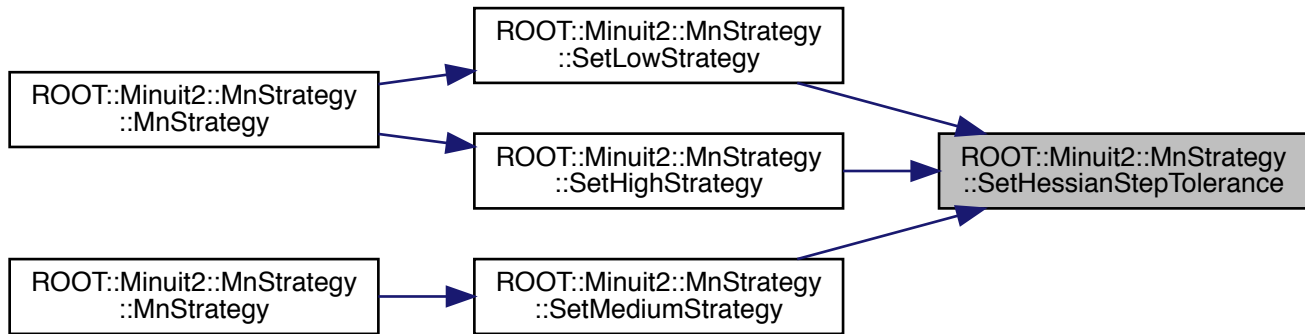 ROOT::Minuit2::MnStrategy
::SetLowStrategy
ROOT::Minuit2::MnStrategy
::MnStrategy
ROOT::Minuit2::MnStrategy
::SetHighStrategy
ROOT::Minuit2::MnStrategy
::SetHessianStepTolerance
ROOT::Minuit2::MnStrategy
::MnStrategy
ROOT::Minuit2::MnStrategy
::SetMediumStrategy